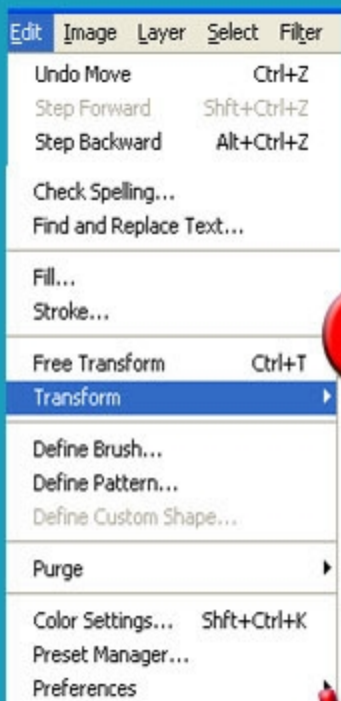 Edit Image Layer Select Filter
Undo Move Ctrl+Z
Step Forward Shft+Ctrl+Z
Step Backward Alt+Ctrl+Z
Check Spelling...
Find and Replace Text...
Fill...
Stroke...
Free Transform Ctrl+T
Transform
Define Brush...
Define Pattern...
Define Custom Shape...
Purge
Color Settings... Shft+Ctrl+K
Preset Manager...
Preferences